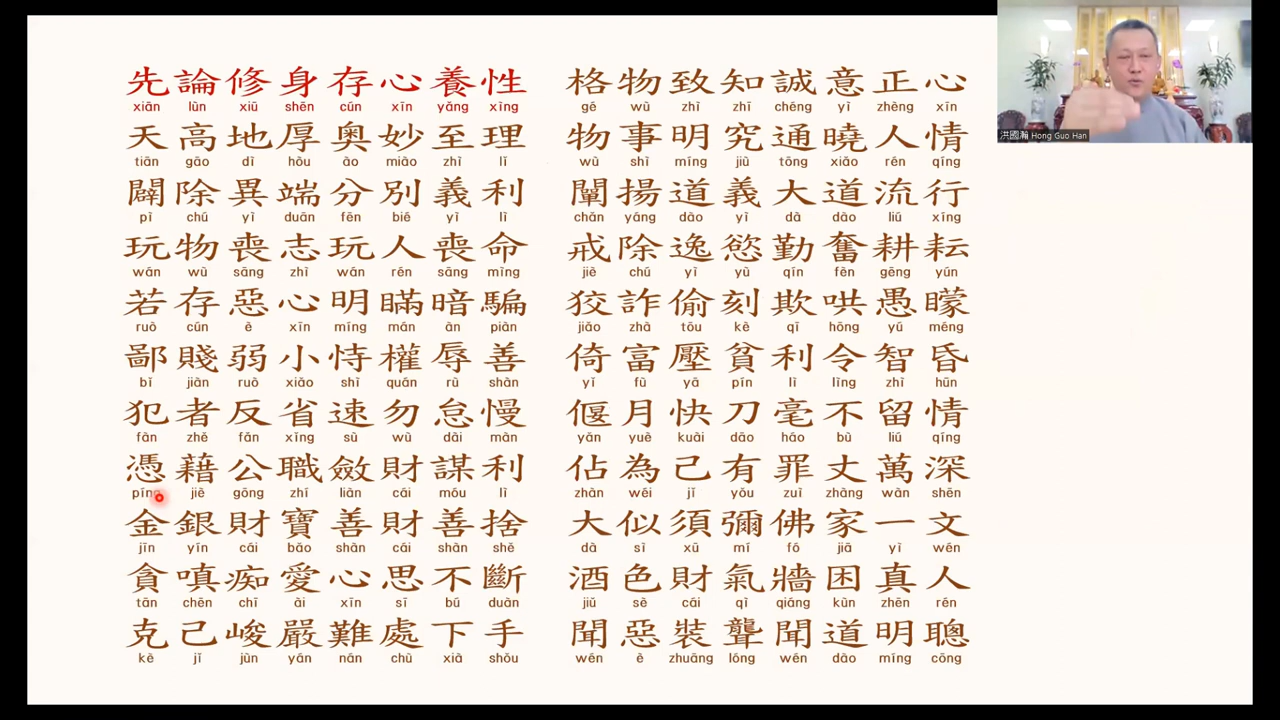 先論修身存心養性 格物致知誠意正心
xiān lùn xiū shēn cún xīn yǎng xìng gé wù zhì zhī chéng yì zhèng xīn
天高地厚奧妙至理 物事明究通曉人情
tiān gāo dì hòu ào miào zhì lǐ wù shì míng jiù tōng xiǎo rén qíng
闢除異端分別義利 闡揚道義大道流行
pì chú yì duān fēn bié yì lì chǎn yáng dào yì dà dào liú xíng
玩物喪志玩人喪命 戒除逸慾勤奮耕耘
wán wù sàng zhì wán rén sàng mìng jiè chú yì yù qín fèn gēng yún
若存惡心明瞞暗騙 狡詐偷刻欺哄愚矇
ruò cún è xīn míng mán àn piàn jiǎo zhà tōu kè qī hōng yú méng
鄙賤弱小恃權辱善 倚富壓貧利令智昏
bǐ jiàn ruò xiǎo shì quán rù shàn yǐ fù yā pín lì lìng zhì hūn
犯者反省速勿怠慢 偃月快刀毫不留情
fàn zhě fǎn xǐng sù wù dài màn yǎn yuè kuài dāo háo bù liú qíng
憑藉公職斂財謀利 佔為己有罪丈萬深
píng jiè gōng zhí liàn cái móu lì zhàn wéi jǐ yǒu zuì zhàng wàn shēn
金銀財寶善財善捨 大似須彌佛家一文
jīn yín cái bǎo shàn cái shàn shě dà sì xū mí fó jiā yì wén
貪嗔痴愛心思不斷 酒色財氣牆困真人
tān chēn chī ài xīn sī bú duàn jiǔ sè cái qì qiáng kùn zhēn rén
克己峻嚴難處下手 聞惡裝聾聞道明聰
kè jǐ jùn yán nán chù xià shǒu wén è zhuāng lóng wén dào míng cōng
洪國瀚 Hong Guo Han